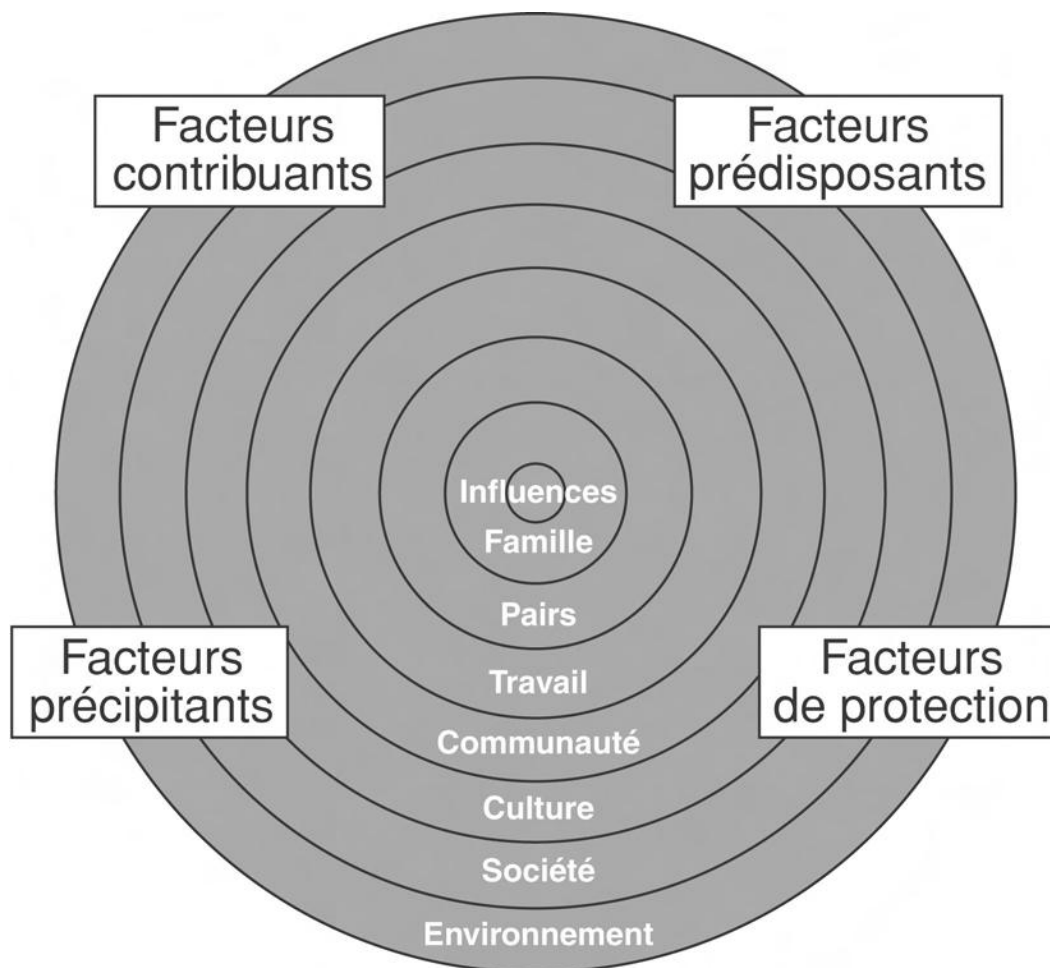 Facteurs
contribuants
Facteurs
prédisposants
Influences
Famille
Pairs
Facteurs
précipitants
Facteurs
de protection
Travail
Communauté
Culture
Société
Environnement